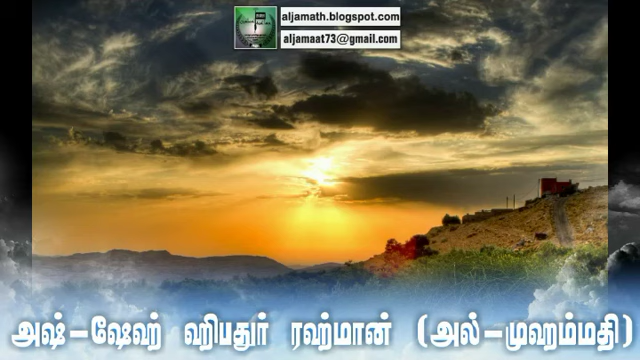 aljamath.blogspot.com
aljamaat73@gmail.com
அஷ்-ஷேஹ் ஹிபதுர் ரஹ்மான் (அல்-முஹம்மதி)